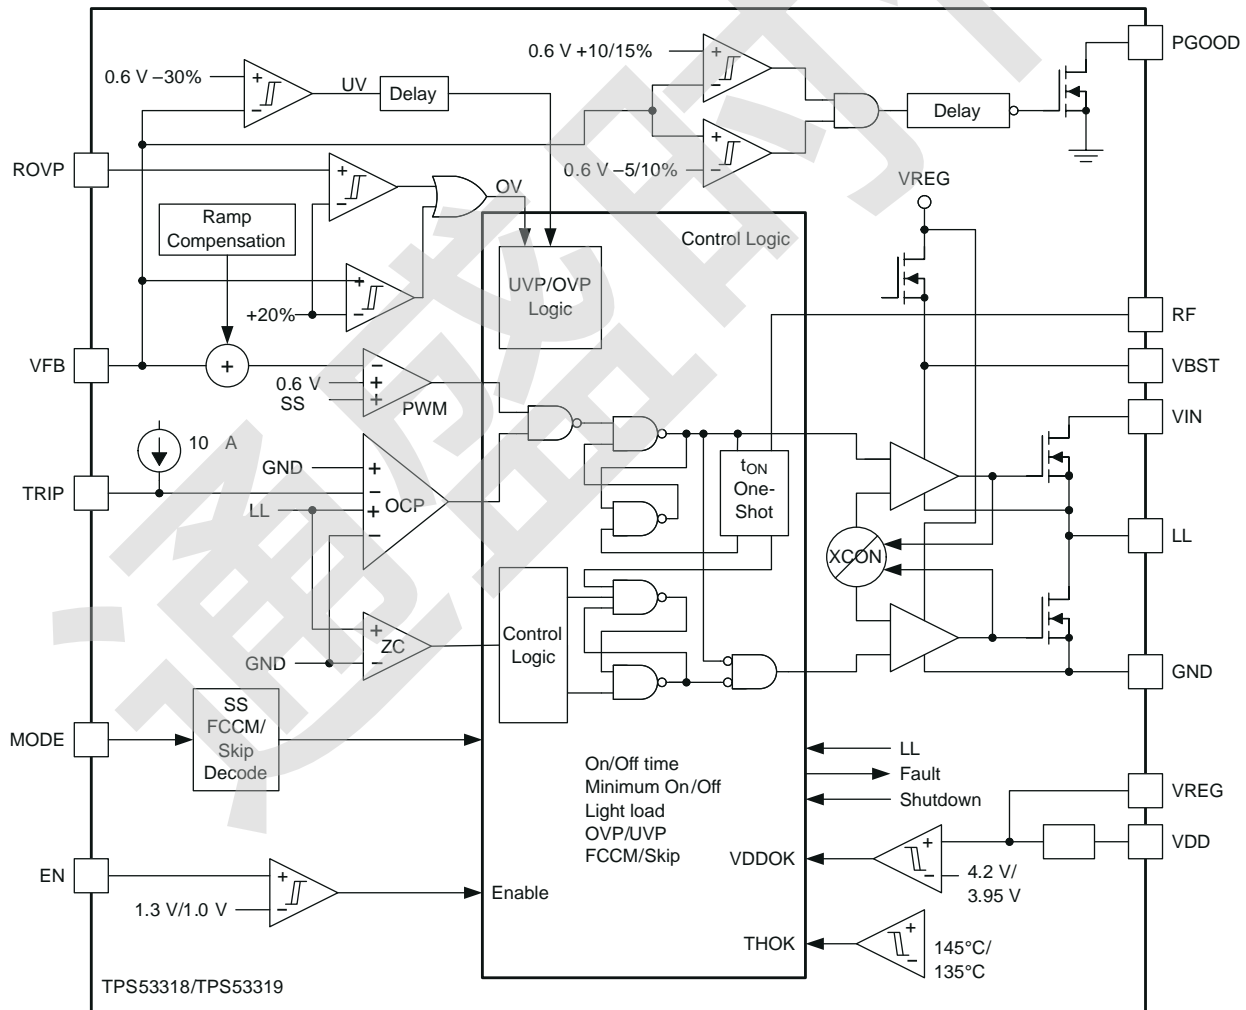 PGOOD
0.6 V +10/15%
0.6 V –30%
UV
Delay
Delay
ROVP
0.6 V –5/10%
VREG
OV
Ramp
Compensation
Control Logic
UVP/OVP
Logic
+20%
RF
VFB
VBST
0.6 V
SS
PWM
VIN
10 A
GND
TRIP
LL
OCP
tON
One-
Shot
LL
XCON
Control
Logic
ZC
GND
GND
MODE
SS
FCCM/
Skip
Decode
LL
Fault
Shutdown
On/Off time
Minimum On/Off
Light load
OVP/UVP
FCCM/Skip
VREG
VDD
VDDOK
4.2 V/
3.95 V
EN
1.3 V/1.0 V
Enable
THOK
145°C/
135°C
TPS53318/TPS53319
通盛时